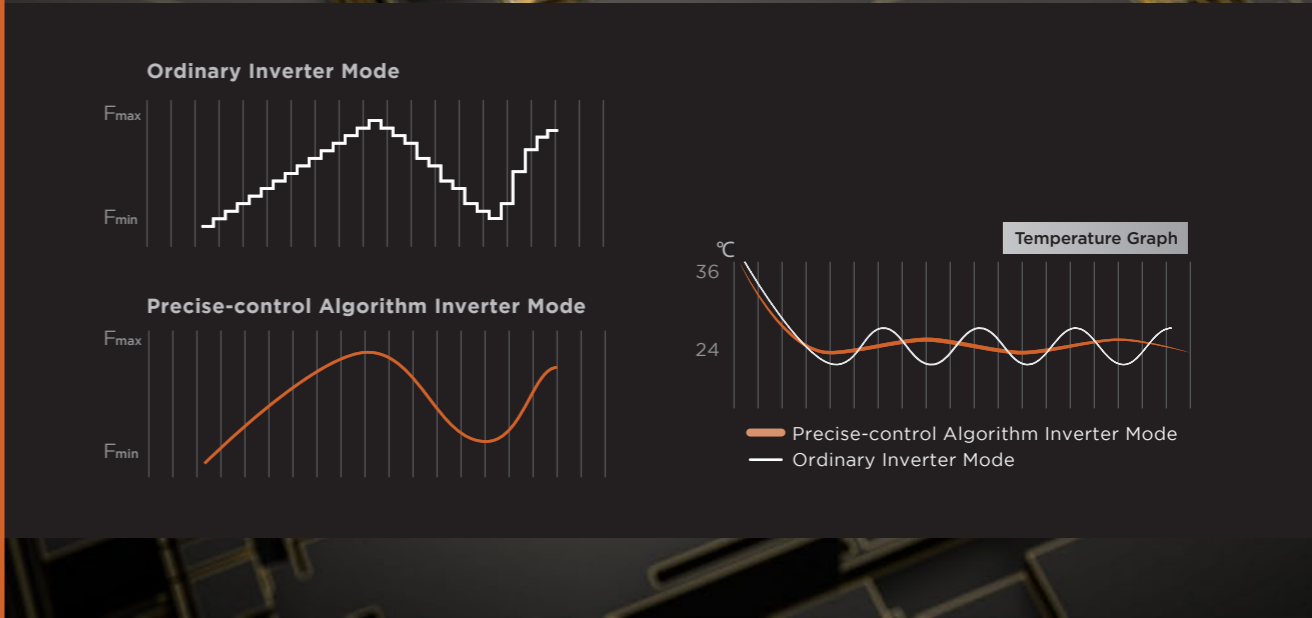 Ordinary Inverter Mode
Fmax
Fmin
Precise-control Algorithm Inverter Mode
Fmax
Fmin
Temperature Graph
℃
36
24
Precise-control Algorithm Inverter Mode
Ordinary Inverter Mode